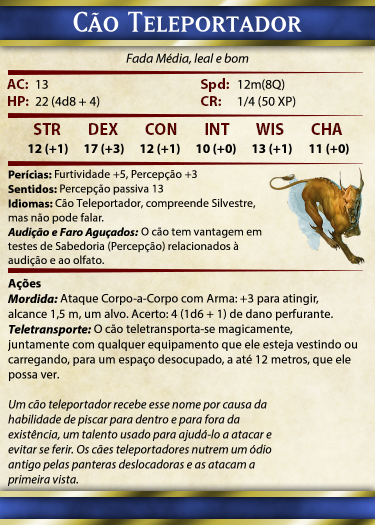 Cão Teleportador
Fada Média, leal e bom
AC: 13 Spd: 12m(8Q)
HP: 22 (4d8 + 4) CR: 1/4 (50 XP)
STR DEX CON INT WIS CHA
12 (+1) 17 (+3) 12 (+1) 10 (+0) 13 (+1) 11 (+0)
Perícias: Furtividade +5, Percepção +3
Sentidos: Percepção passiva 13
Idiomas: Cão Teleportador, compreende Silvestre,
mas não pode falar.
Audição e Faro Aguçados: O cão tem vantagem em
testes de Sabedoria (Percepção) relacionados à
audição e ao olfato.
Ações
Mordida: Ataque Corpo-a-Corpo com Arma: +3 para atingir,
alcance 1,5 m, um alvo. Acerto: 4 (1d6 + 1) de dano perfurante.
Teletransporte: O cão teletransporta-se magicamente,
juntamente com qualquer equipamento que ele esteja vestindo ou
carregando, para um espaço desocupado, a até 12 metros, que ele
possa ver.
Um cão teleportador recebe esse nome por causa da
habilidade de piscar para dentro e para fora da
existência, um talento usado para ajudá-lo a atacar e
evitar se ferir. Os cães teleportadores nutrem um ódio
antigo pelas panteras deslocadoras e as atacam a
primeira vista.